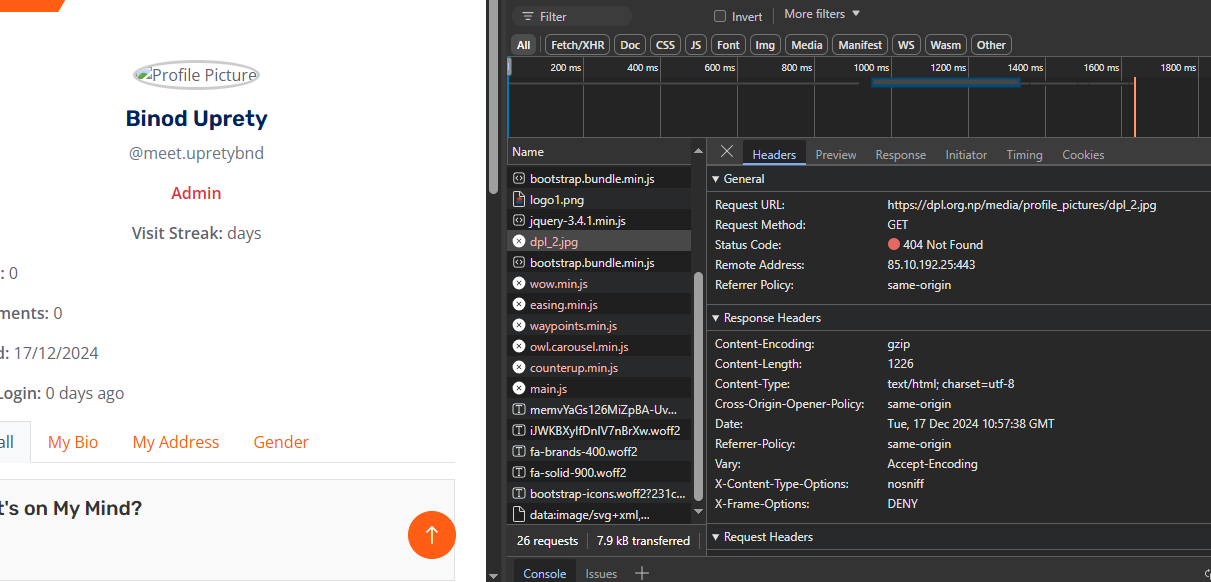 Profile Picture
Binod Uprety
@meet.upretybnd
Admin
Visit Streak: days
: 0
ments: 0
d: 17/12/2024
Login: 0 days ago
all My Bio My Address Gender
t's on My Mind?
Filter Invert More filters
All Fetch/XHR Doc CSS JS Font Img Media Manifest WS Wasm Other
200 ms 400 ms 600 ms 800 ms 1000 ms 1200 ms 1400 ms 1600 ms 1800 ms
Name
bootstrap.bundle.min.js
logo1.png
jquery-3.4.1.min.js
dpl_2.jpg
bootstrap.bundle.min.js
wow.min.js
easing.min.js
waypoints.min.js
owl.carousel.min.js
counterup.min.js
main.js
memvYaGs126MiZpBA-Uv...
iJWKBXyIfDnIV7nBrXw.woff2
fa-brands-400.woff2
fa-solid-900.woff2
bootstrap-icons.woff2?231c...
data:image/svg+xml,...
26 requests 7.9 kB transferred
Headers Preview Response Initiator Timing Cookies
General
Request URL: https://dpl.org.np/media/profile_pictures/dpl_2.jpg
Request Method: GET
Status Code: 404 Not Found
Remote Address: 85.10.192.25:443
Referrer Policy: same-origin
Response Headers
Content-Encoding: gzip
Content-Length: 1226
Content-Type: text/html; charset=utf-8
Cross-Origin-Opener-Policy: same-origin
Date: Tue, 17 Dec 2024 10:57:38 GMT
Referrer-Policy: same-origin
Vary: Accept-Encoding
X-Content-Type-Options: nosniff
X-Frame-Options: DENY
Request Headers
Console Issues